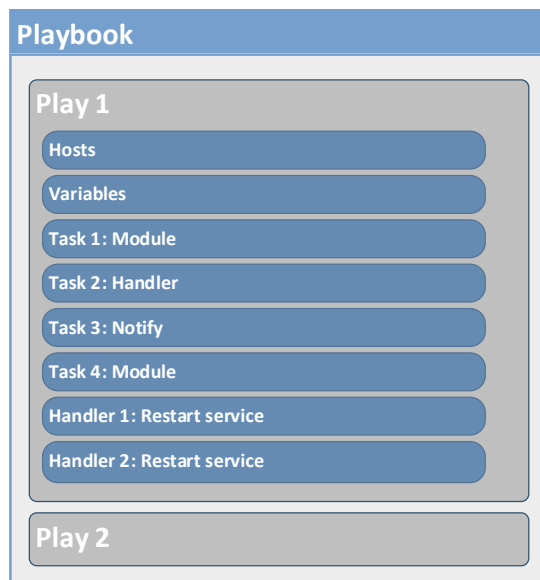 Playbook
Play 1
Hosts
Variables
Task 1: Module
Task 2: Handler
Task 3: Notify
Task 4: Module
Handler 1: Restart service
Handler 2: Restart service
Play 2